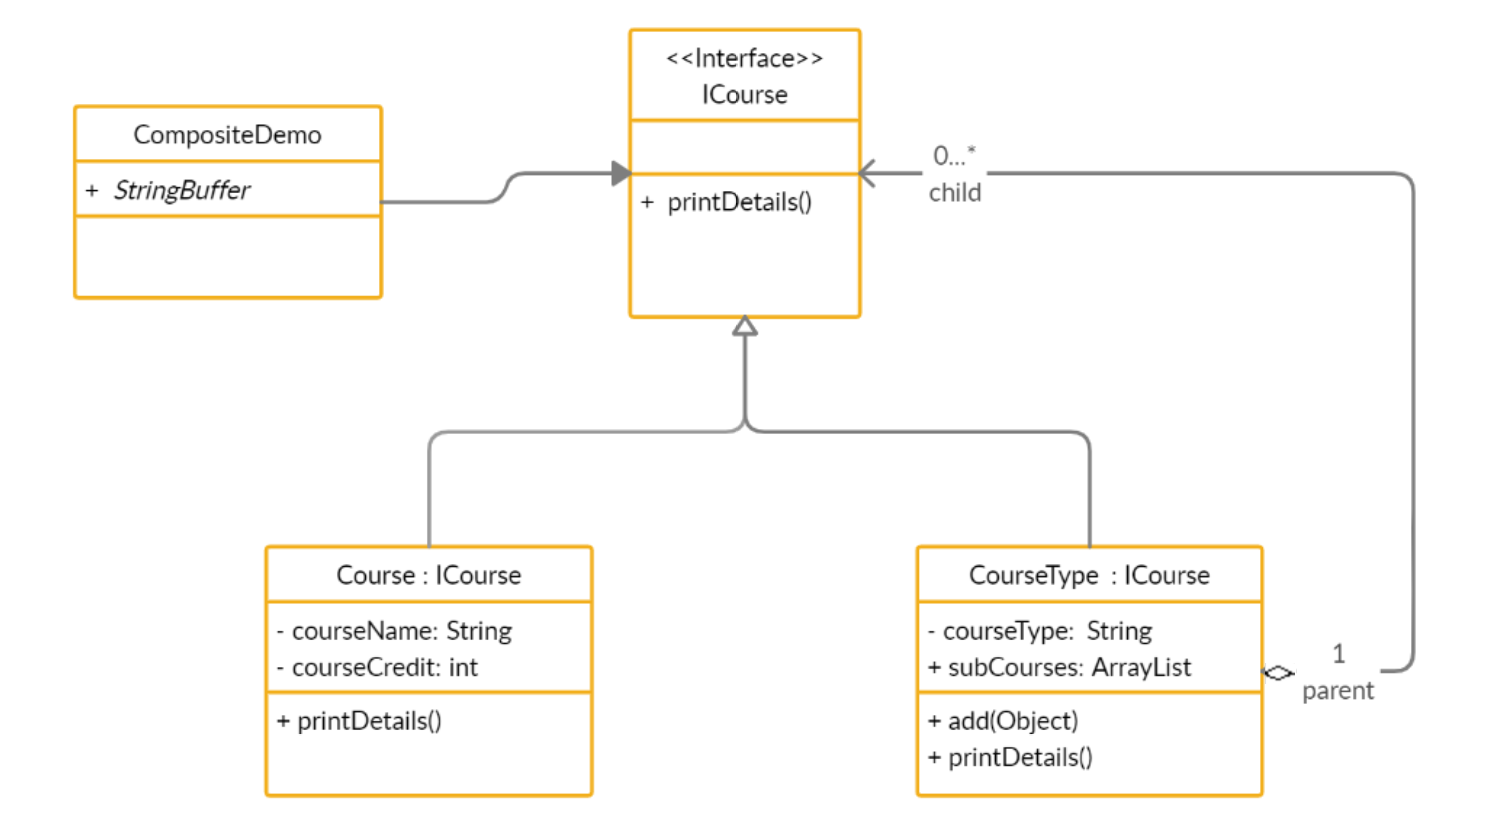 <<Interface>>
ICourse
+ printDetails()
CompositeDemo
+ StringBuffer
0...*
child
Course : ICourse
- courseName: String
- courseCredit: int
+ printDetails()
CourseType : ICourse
- courseType: String
+ subCourses: ArrayList
+ add(Object)
+ printDetails()
1
parent